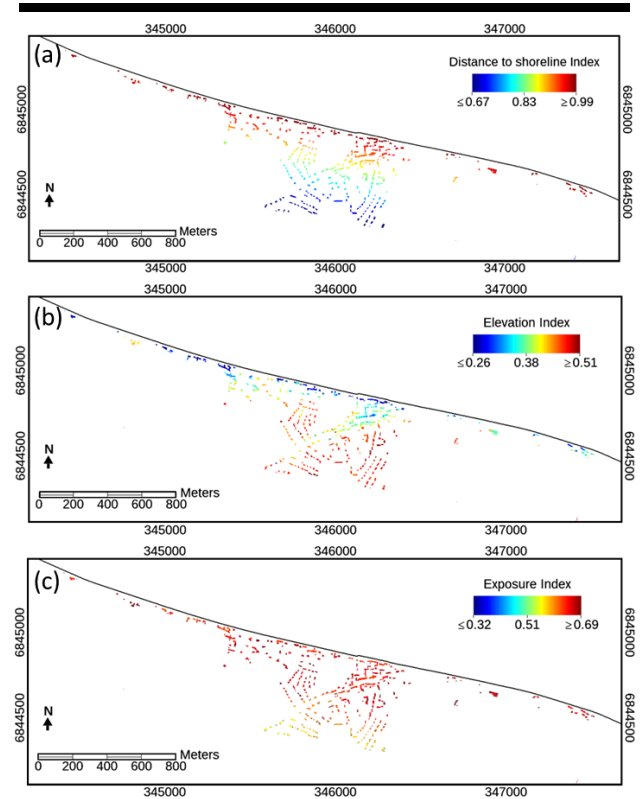 345000 346000 347000
(a)
Distance to shoreline Index
≤0.67 0.83 ≥0.99
6845000
6845000
6844500
6844500
N
Meters
0 200 400 600 800
345000 346000 347000
345000 346000 347000
(b)
Elevation Index
≤0.26 0.38 ≥0.51
6845000
6845000
6844500
6844500
N
Meters
0 200 400 600 800
345000 346000 347000
345000 346000 347000
(c)
Exposure Index
≤0.32 0.51 ≥0.69
6845000
6845000
6844500
6844500
N
Meters
0 200 400 600 800
345000 346000 347000